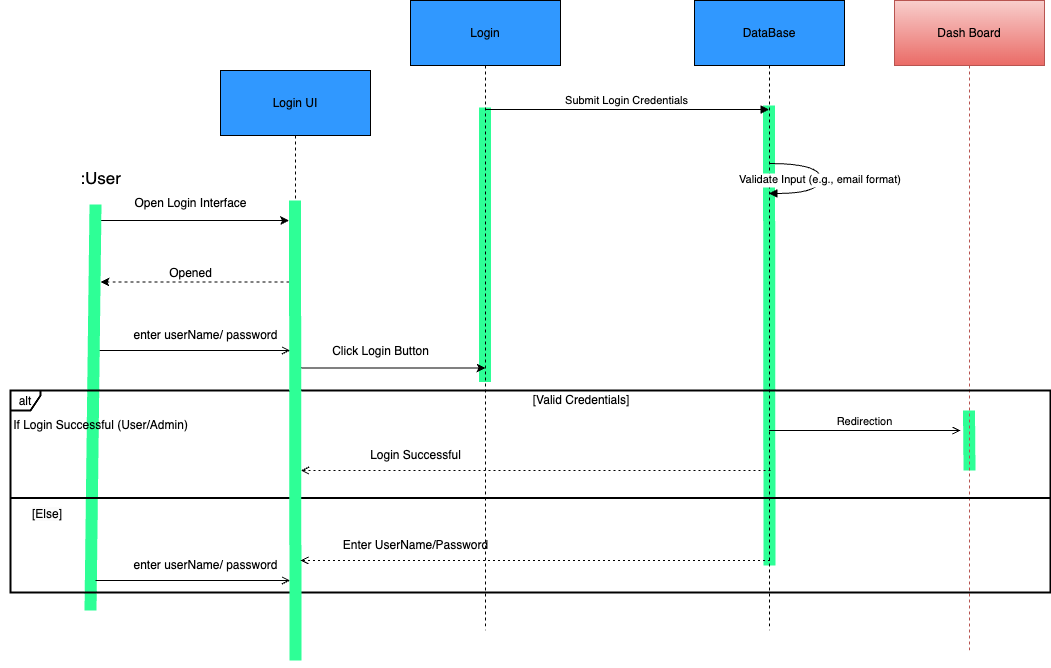 Login
DataBase
Dash Board
Login UI
Submit Login Credentials
:User
Validate Input (e.g., email format)
Open Login Interface
Opened
enter userName/ password
Click Login Button
alt
[Valid Credentials]
If Login Successful (User/Admin)
Redirection
Login Successful
[Else]
Enter UserName/Password
enter userName/ password